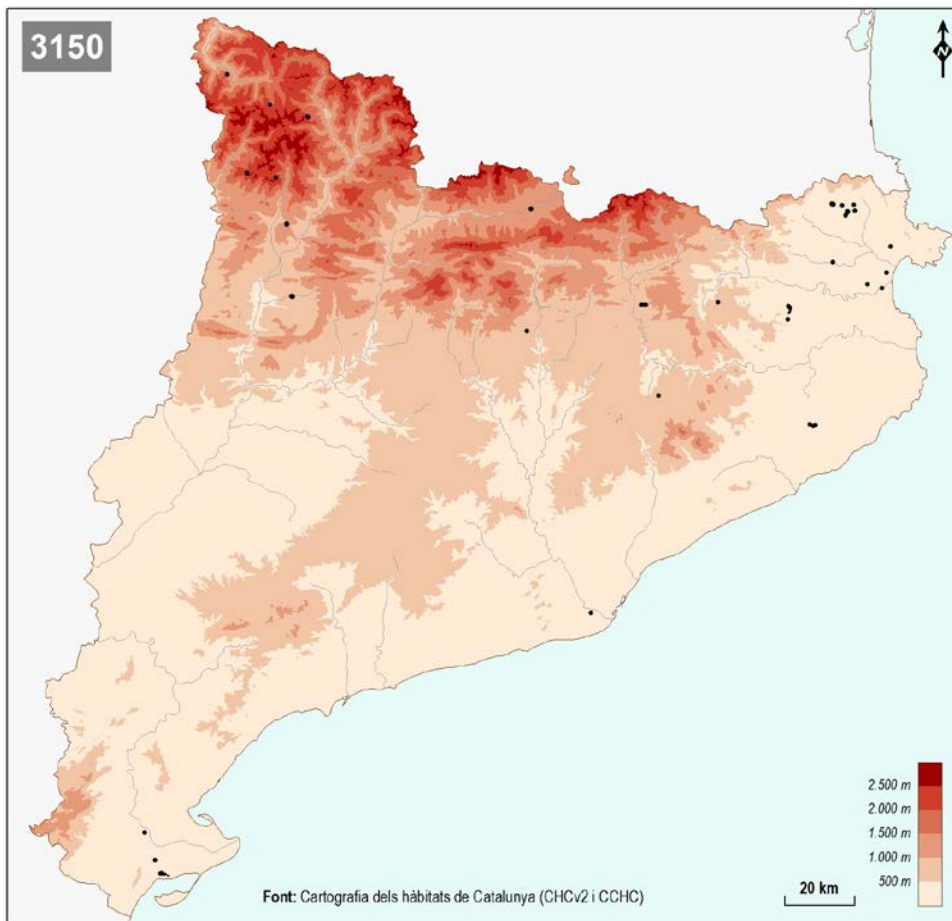 3150
N
2.500 m
2.000 m
1.500 m
1.000 m
500 m
20 km
Font: Cartografia dels hàbitats de Catalunya (CHCv2 i CCHC)